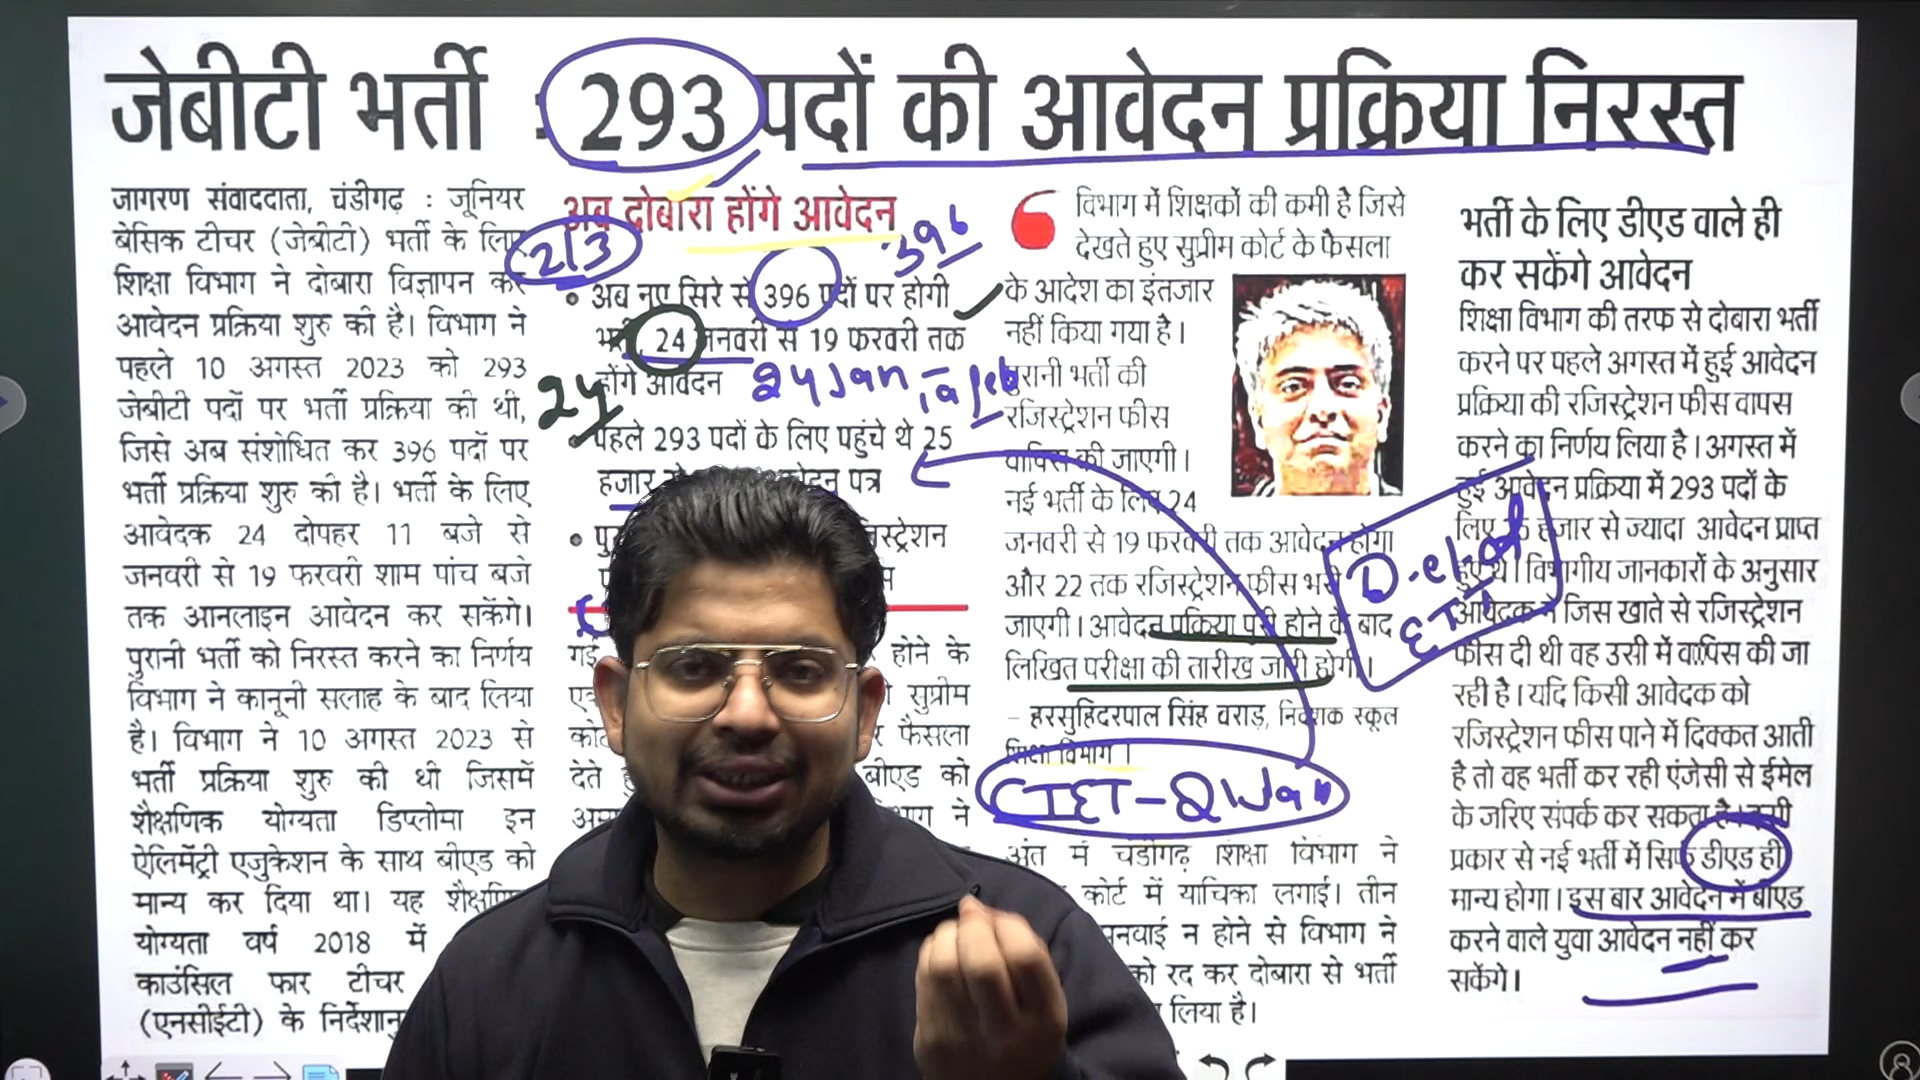 जेबीटी भर्ती : 293 पदों की आवेदन प्रक्रिया निरस्त
जागरण संवाददाता, चंडीगढ़ : जूनियर
बेसिक टीचर (जेबीटी) भर्ती के लिए
शिक्षा विभाग ने दोबारा विज्ञापन कर
आवेदन प्रक्रिया शुरु की है। विभाग ने
पहले 10 अगस्त 2023 को 293
जेबीटी पदों पर भर्ती प्रक्रिया की थी,
जिसे अब संशोधित कर 396 पदों पर
भर्ती प्रक्रिया शुरु की है। भर्ती के लिए
आवेदक 24 दोपहर 11 बजे से
जनवरी से 19 फरवरी शाम पांच बजे
तक आनलाइन आवेदन कर सकेंगे।
पुरानी भर्ती को निरस्त करने का निर्णय
विभाग ने कानूनी सलाह के बाद लिया
है। विभाग ने 10 अगस्त 2023 से
भर्ती प्रक्रिया शुरु की थी जिसमें
शैक्षणिक योग्यता डिप्लोमा इन
ऐलिमेंट्री एजुकेशन के साथ बीएड को
मान्य कर दिया था। यह
योग्यता वर्ष 2018 में
काउंसिल फार टीचर
(एनसीईटी) के
अब दोबारा होंगे आवेदन
213
396
अब नए सिरे से 396 पदों पर होगी
भर्ती, 24 जनवरी से 19 फरवरी तक
होंगे आवेदन
24
24 Jan
पहले 293 पदों के लिए पहुंचे थे 25
हजार
पत्र
होने के
सुप्रीम
फैसला
देते
बीएड को
ने
विभाग में शिक्षकों की कमी है जिसे
देखते हुए सुप्रीम कोर्ट के फैसला
के आदेश का इंतजार
नहीं किया गया है।
पुरानी भर्ती की
रजिस्ट्रेशन फीस
वापिस की जाएगी।
नई भर्ती के लिए 24
जनवरी से 19 फरवरी तक आवेदन होगा
और 22 तक रजिस्ट्रेशन फीस भरी
जाएगी। आवेदन प्रकिया पूरी होने के बाद
लिखित परीक्षा की तारीख जारी होगी।
– हरसुहिदरपाल सिंह वराड़, निदेशक स्कूल
शिक्षा विभाग ।
CTET - 21 Jan
अंत में चंडीगढ़ शिक्षा विभाग ने
कोर्ट में याचिका लगाई। तीन
न होने से विभाग ने
को रद कर दोबारा से भर्ती
लिया है।
भर्ती के लिए डीएड वाले ही
कर सकेंगे आवेदन
शिक्षा विभाग की तरफ से दोबारा भर्ती
करने पर पहले अगस्त में हुई आवेदन
प्रक्रिया की रजिस्ट्रेशन फीस वापस
करने का निर्णय लिया है। अगस्त में
हुई आवेदन प्रक्रिया में 293 पदों के
लिए हजार से ज्यादा आवेदन प्राप्त
हुए थे। विभागीय जानकारों के अनुसार
आवेदक ने जिस खाते से रजिस्ट्रेशन
फीस दी थी वह उसी में वापिस की जा
रही है। यदि किसी आवेदक को
रजिस्ट्रेशन फीस पाने में दिक्कत आती
है तो वह भर्ती कर रही एंजेसी से ईमेल
के जरिए संपर्क कर सकता है। इसी
प्रकार से नई भर्ती में सिर्फ डीएड ही
मान्य होगा। इस बार आवेदन में बीएड
करने वाले युवा आवेदन नहीं कर
सकेंगे।
D.el.ed
ETT